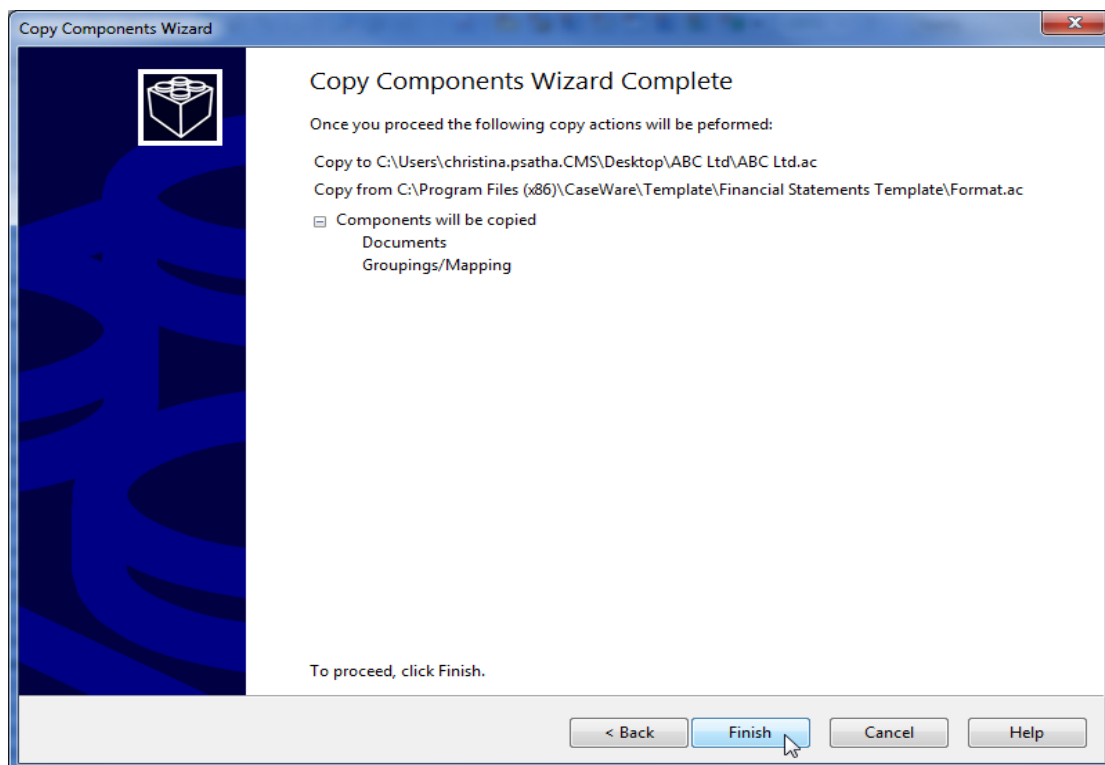 Copy Components Wizard
Copy Components Wizard Complete
Once you proceed the following copy actions will be peformed:
Copy to C:\Users\christina.psatha.CMS\Desktop\ABC Ltd\ABC Ltd.ac
Copy from C:\Program Files (x86)\CaseWare\Template\Financial Statements Template\Format.ac
Components will be copied
Documents
Groupings/Mapping
To proceed, click Finish.
< Back Finish Cancel Help